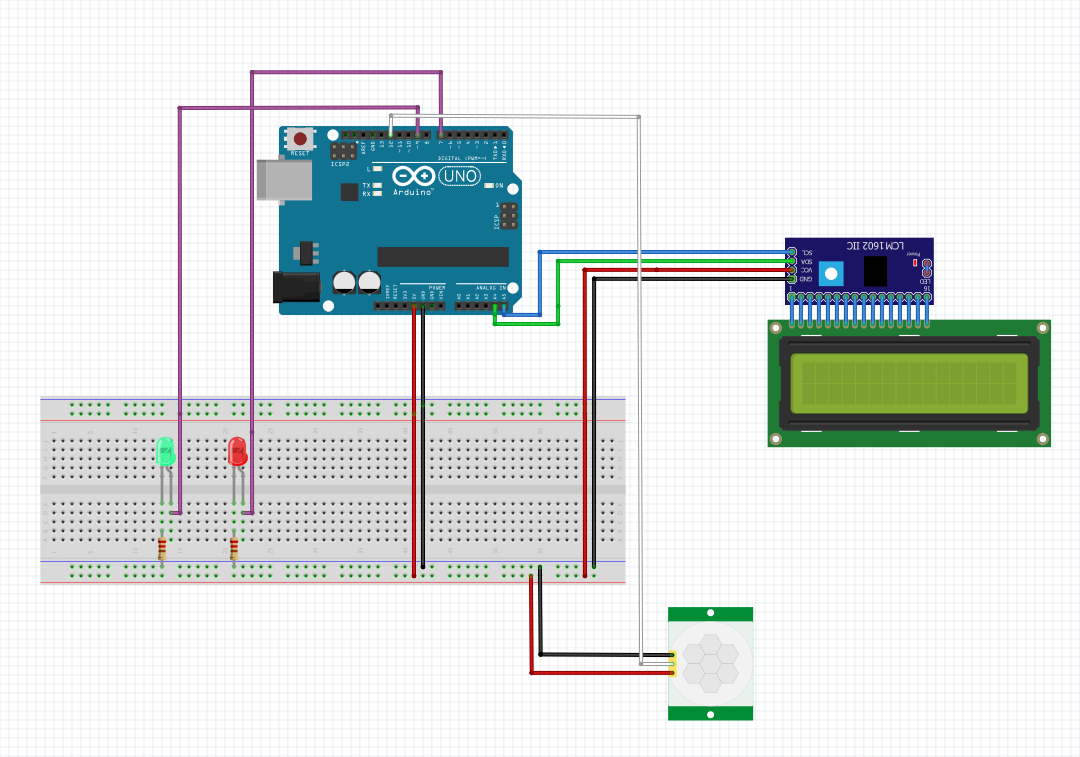 RESET
ICSP2
AREF
GND
13
12
~11
~10
~9
8
7
~6
~5
4
~3
2
TX▸1
RX◂0
DIGITAL (PWM=~)
L
TX
RX
Arduino™
UNO
ON
1
ICSP
IOREF
RESET
3V3
5V
GND
GND
VIN
POWER
ANALOG IN
A0
A1
A2
A3
A4
A5
LCM1602 IIC
SCL
SDA
VCC
GND
Power
LED
1
16